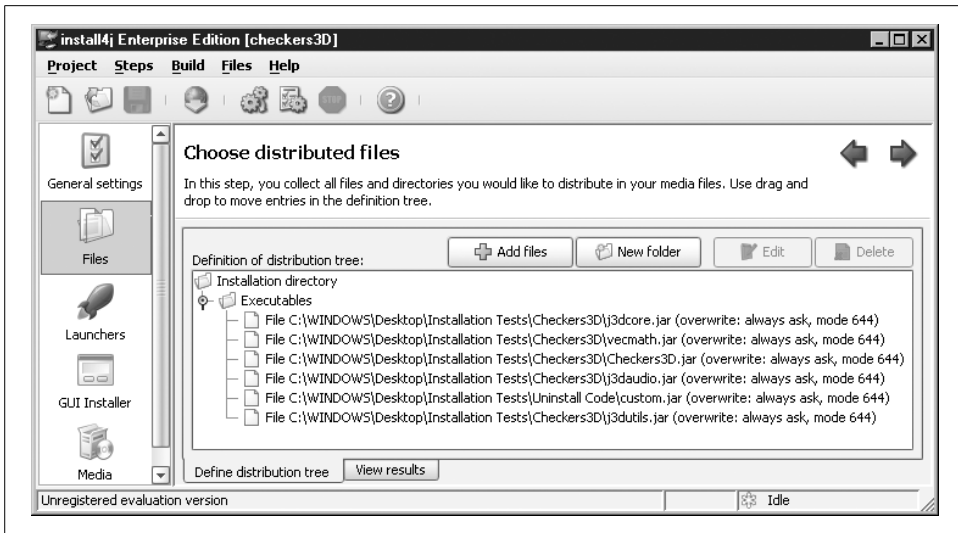 install4j Enterprise Edition [checkers3D]
Project Steps Build Files Help
STOP
General settings
Files
Launchers
GUI Installer
Media
Choose distributed files
In this step, you collect all files and directories you would like to distribute in your media files. Use drag and
drop to move entries in the definition tree.
Definition of distribution tree:
Add files
New folder
Edit
Delete
Installation directory
Executables
File C:\WINDOWS\Desktop\Installation Tests\Checkers3D\j3dcore.jar (overwrite: always ask, mode 644)
File C:\WINDOWS\Desktop\Installation Tests\Checkers3D\vecmath.jar (overwrite: always ask, mode 644)
File C:\WINDOWS\Desktop\Installation Tests\Checkers3D\Checkers3D.jar (overwrite: always ask, mode 644)
File C:\WINDOWS\Desktop\Installation Tests\Checkers3D\j3daudio.jar (overwrite: always ask, mode 644)
File C:\WINDOWS\Desktop\Installation Tests\Uninstall Code\custom.jar (overwrite: always ask, mode 644)
File C:\WINDOWS\Desktop\Installation Tests\Checkers3D\j3dutils.jar (overwrite: always ask, mode 644)
Define distribution tree
View results
Unregistered evaluation version
Idle